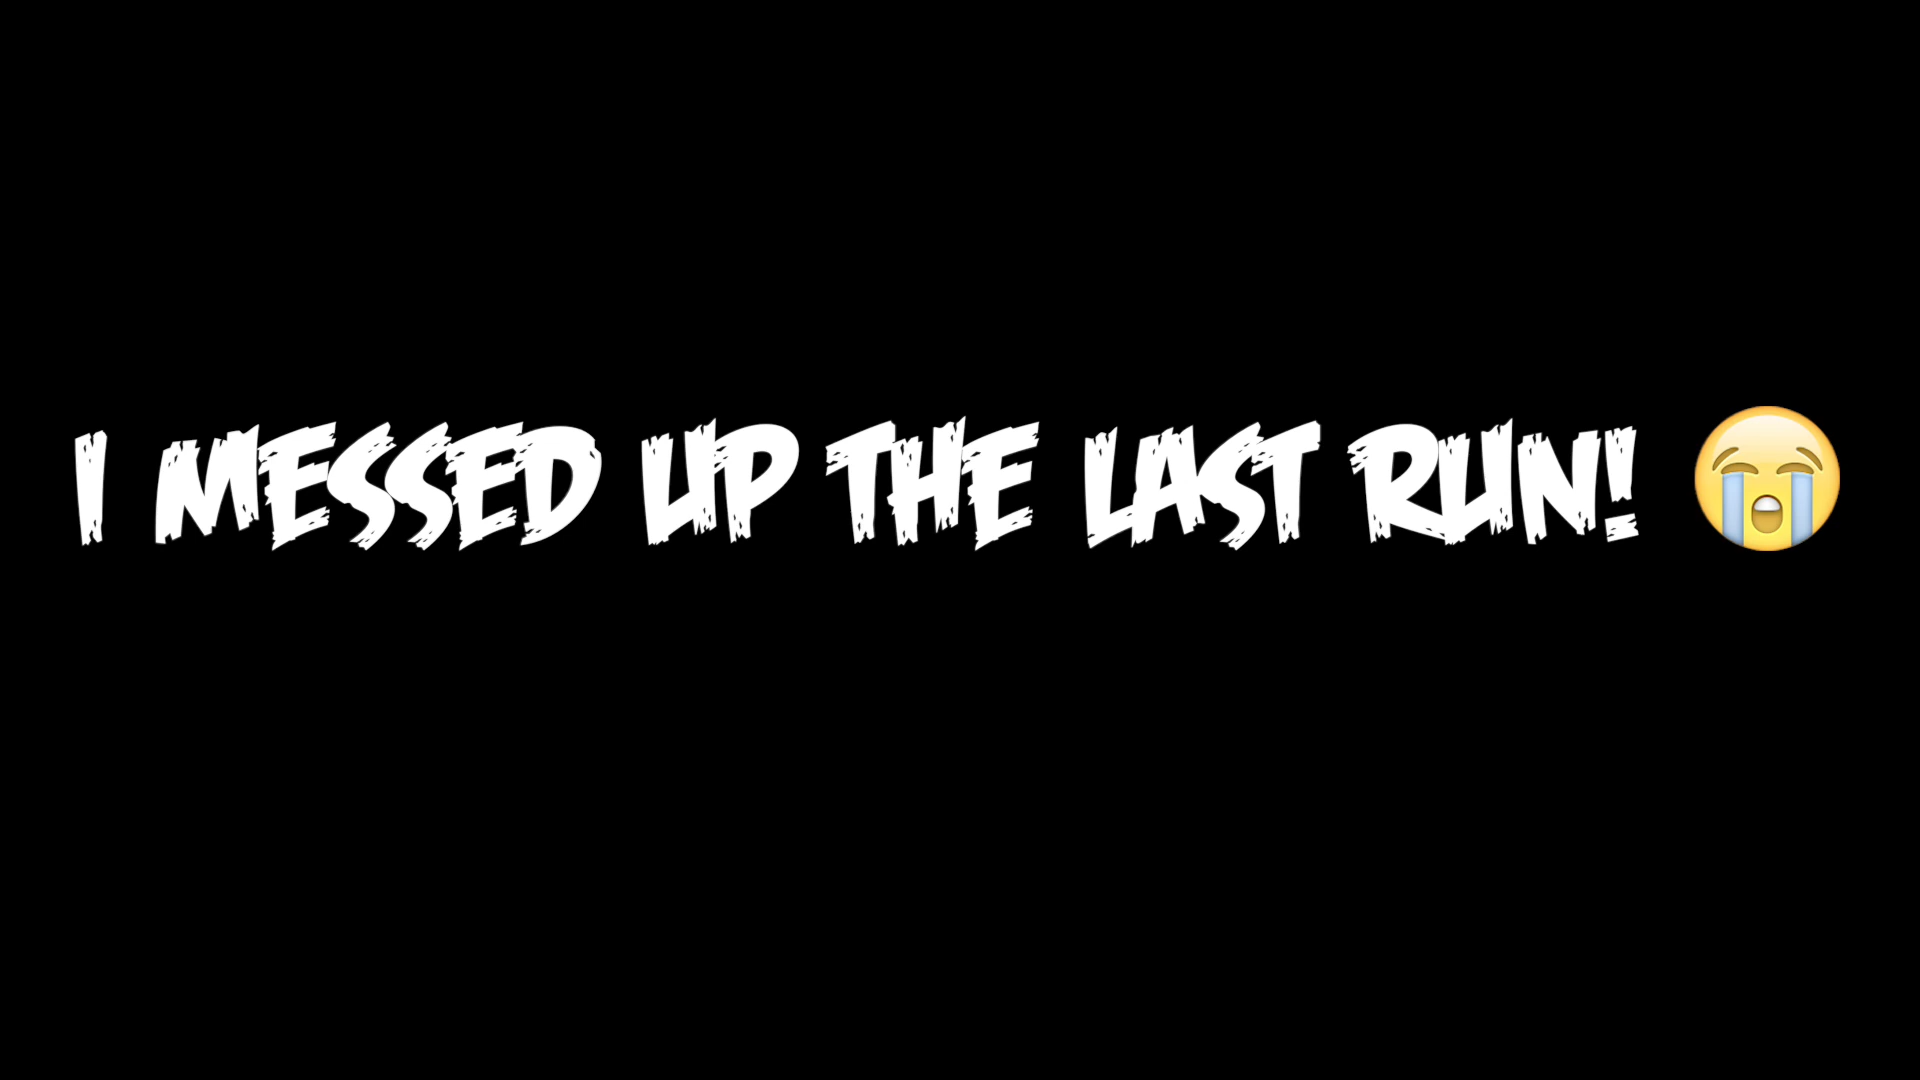 I MESSED UP THE LAST RUN! 😭